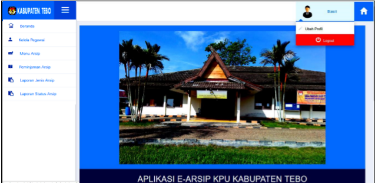 KABUPATEN TEBO
Beranda
Kelola Pegawai
Menu Arsip
Peminjaman Arsip
Laporan Jenis Arsip
Laporan Status Arsip
Ubah Profil
Logout
APLIKASI E-ARSIP KPU KABUPATEN TEBO